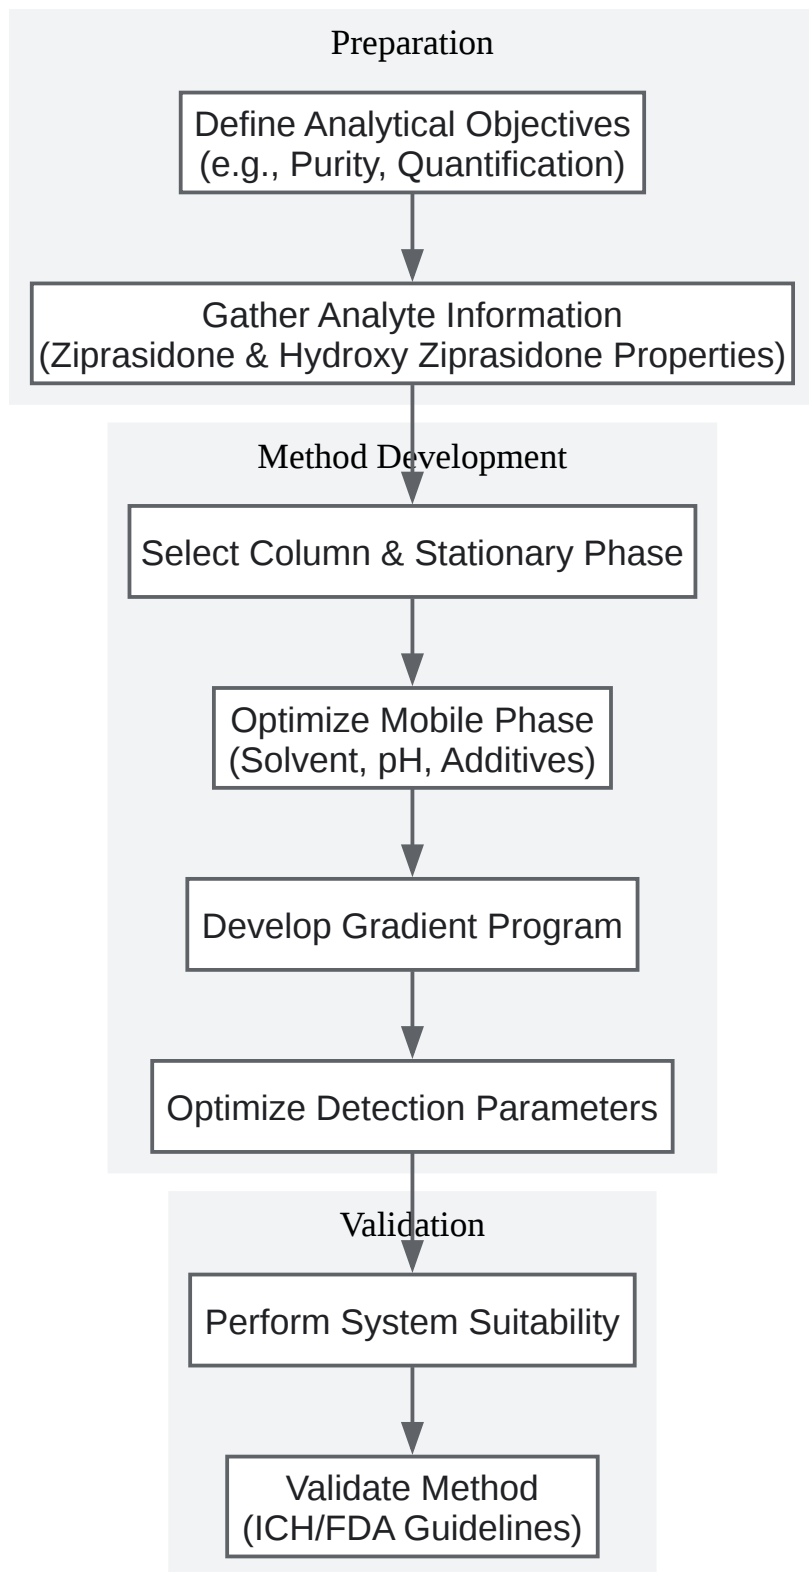 Preparation
Define Analytical Objectives
(e.g., Purity, Quantification)
Gather Analyte Information
(Ziprasidone & Hydroxy Ziprasidone Properties)
Method Development
Select Column & Stationary Phase
Optimize Mobile Phase
(Solvent, pH, Additives)
Develop Gradient Program
Optimize Detection Parameters
Validation
Perform System Suitability
Validate Method
(ICH/FDA Guidelines)